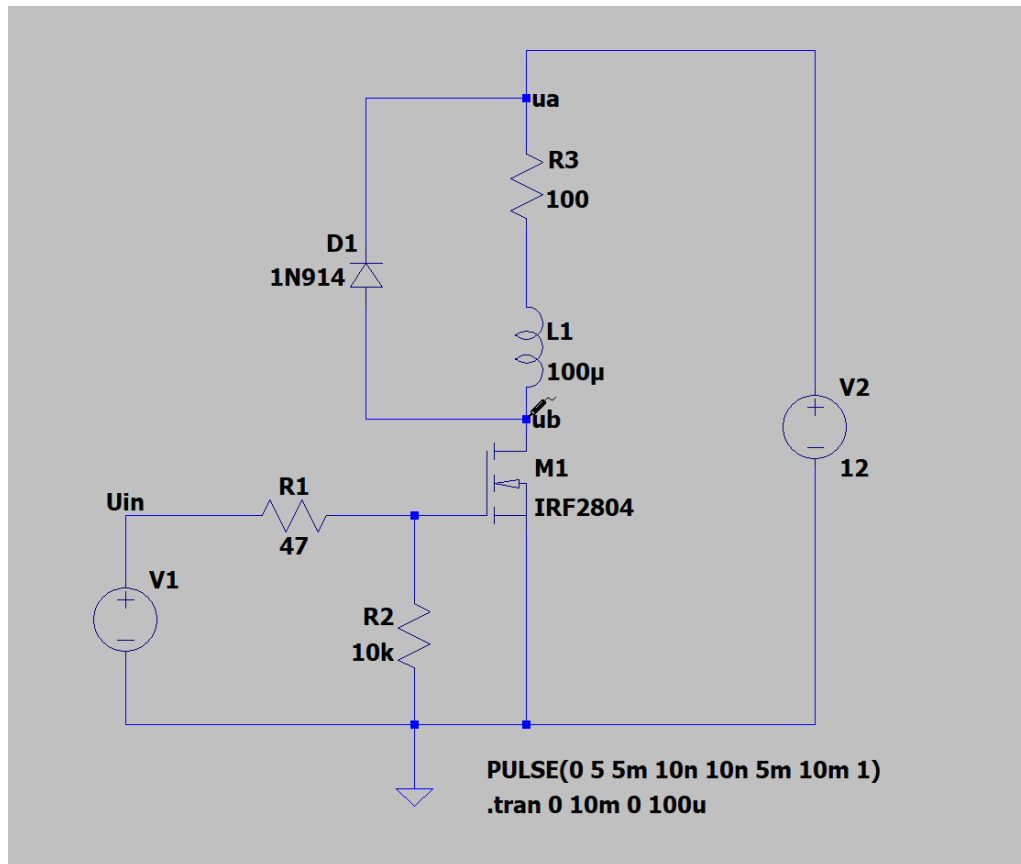 ua
R3
100
D1
1N914
L1
100µ
V2
12
ub
M1
IRF2804
R1
47
Uin
V1
R2
10k
PULSE(0 5 5m 10n 10n 5m 10m 1)
.tran 0 10m 0 100u